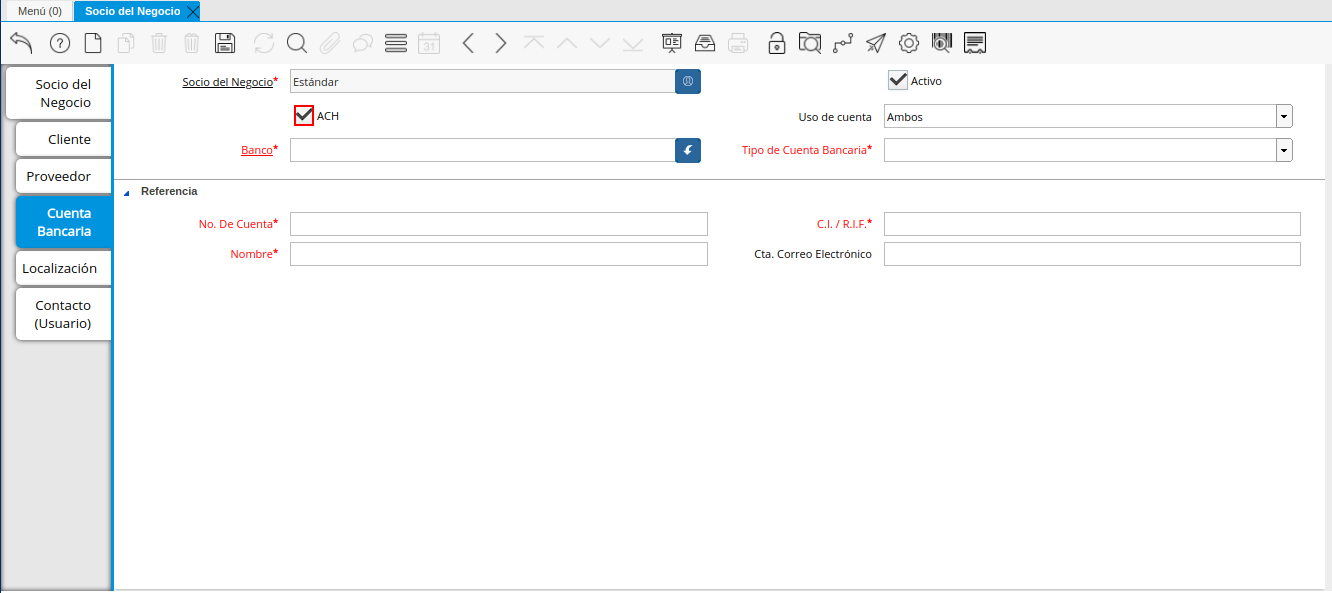 Menú (0)
Socio del Negocio
31
Socio del
Negocio
Cliente
Proveedor
Cuenta
Bancaria
Localización
Contacto
(Usuario)
Socio del Negocio*
Estándar
Activo
ACH
Uso de cuenta
Ambos
Banco*
Tipo de Cuenta Bancaria*
Referencia
No. De Cuenta*
C.I. / R.I.F.*
Nombre*
Cta. Correo Electrónico